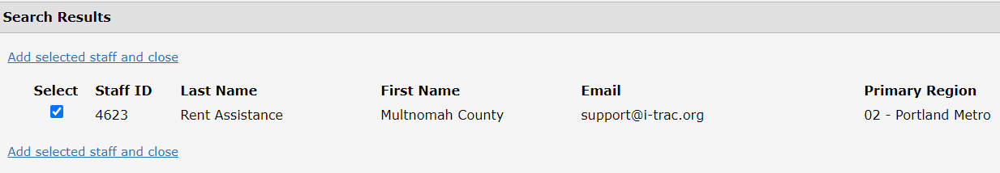 Search Results
Add selected staff and close
Select Staff ID Last Name First Name Email Primary Region
4623 Rent Assistance Multnomah County support@i-trac.org 02 - Portland Metro
Add selected staff and close